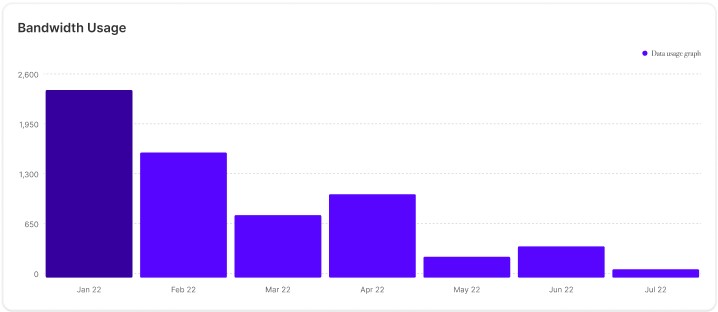 Bandwidth Usage
Data usage graph
2,600
1,950
1,300
650
0
Jan 22 Feb 22 Mar 22 Apr 22 May 22 Jun 22 Jul 22